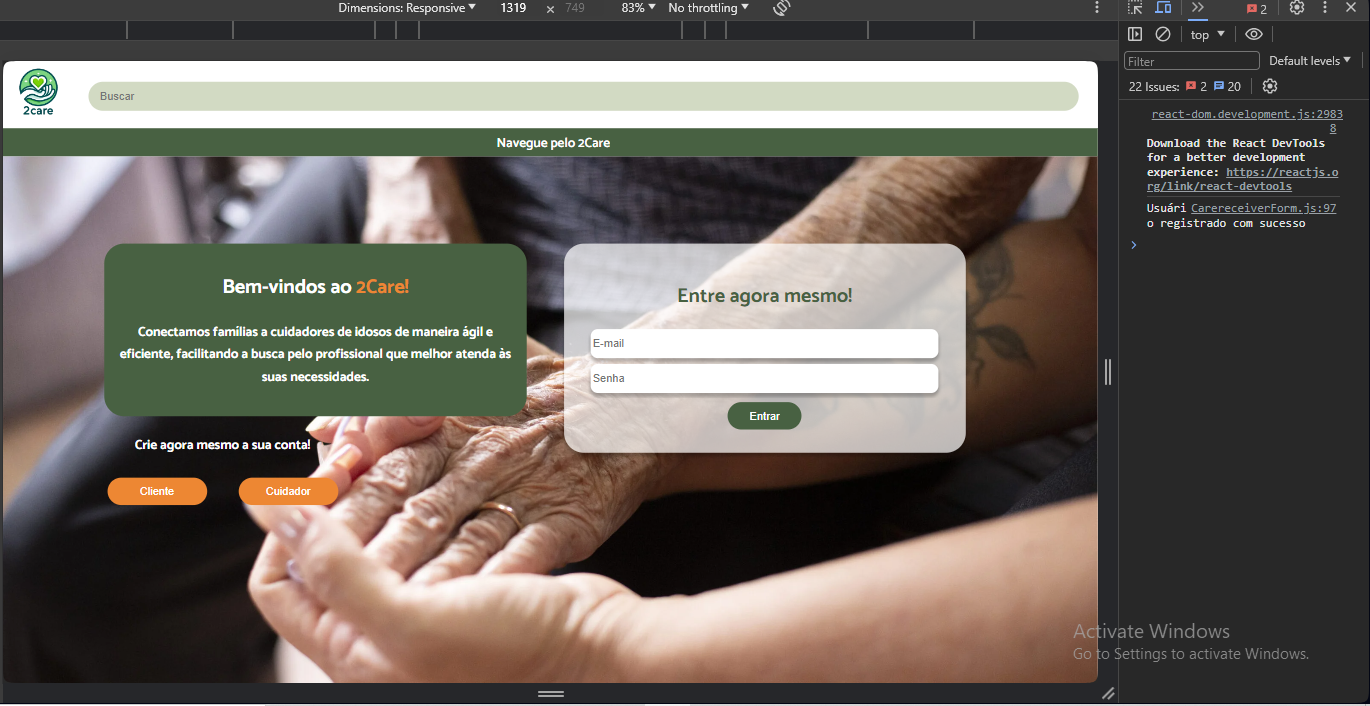 Dimensions: Responsive 1319 × 749 83% No throttling
2
top
Filter Default levels
22 Issues: 2 20
react-dom.development.js:2983
8
Download the React DevTools
for a better development
experience: https://reactjs.o
rg/link/react-devtools
Usuári CarereceiverForm.js:97
o registrado com sucesso
2care
Buscar
Navegue pelo 2Care
Bem-vindos ao 2Care!
Conectamos famílias a cuidadores de idosos de maneira ágil e
eficiente, facilitando a busca pelo profissional que melhor atenda às
suas necessidades.
Crie agora mesmo a sua conta!
Cliente Cuidador
Entre agora mesmo!
E-mail
Senha
Entrar
Activate Windows
Go to Settings to activate Windows.